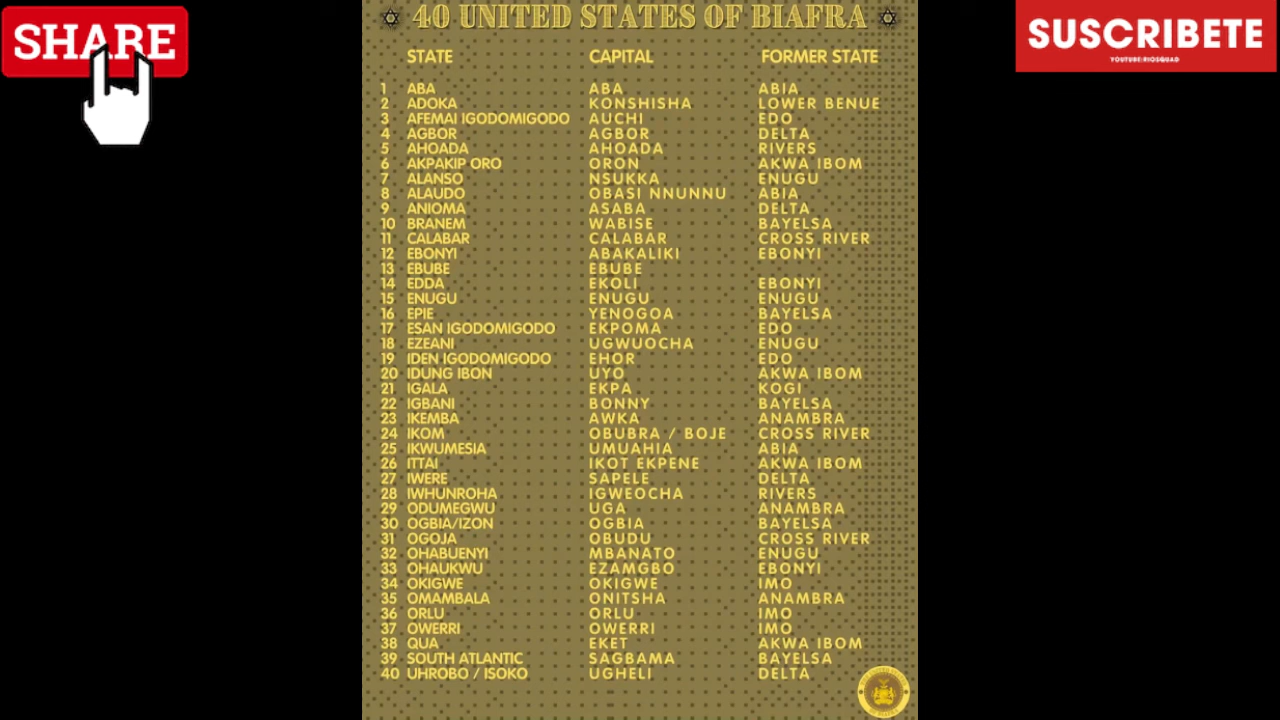 SHARE
SUSCRIBETE
YOUTUBE:RIOSQUAD
40 UNITED STATES OF BIAFRA
STATE CAPITAL FORMER STATE
1 ABA ABA ABIA
2 ADOKA KONSHISHA LOWER BENUE
3 AFEMAI IGODOMIGODO AUCHI EDO
4 AGBOR AGBOR DELTA
5 AHOADA AHOADA RIVERS
6 AKPAKIP ORO ORON AKWA IBOM
7 ALANSO NSUKKA ENUGU
8 ALAUDO OBASI NNUNNU ABIA
9 ANIOMA ASABA DELTA
10 BRANEM WABISE BAYELSA
11 CALABAR CALABAR CROSS RIVER
12 EBONYI ABAKALIKI EBONYI
13 EBUBE EBUBE
14 EDDA EKOLI EBONYI
15 ENUGU ENUGU ENUGU
16 EPIE YENOGOA BAYELSA
17 ESAN IGODOMIGODO EKPOMA EDO
18 EZEANI UGWUOCHA ENUGU
19 IDEN IGODOMIGODO EHOR EDO
20 IDUNG IBON UYO AKWA IBOM
21 IGALA EKPA KOGI
22 IGBANI BONNY BAYELSA
23 IKEMBA AWKA ANAMBRA
24 IKOM OBUBRA / BOJE CROSS RIVER
25 IKWUMESIA UMUAHIA ABIA
26 ITTAI IKOT EKPENE AKWA IBOM
27 IWERE SAPELE DELTA
28 IWHUNROHA IGWEOCHA RIVERS
29 ODUMEGWU UGA ANAMBRA
30 OGBIA/IZON OGBIA BAYELSA
31 OGOJA OBUDU CROSS RIVER
32 OHABUENYI MBANATO ENUGU
33 OHAUKWU EZAMGBO EBONYI
34 OKIGWE OKIGWE IMO
35 OMAMBALA ONITSHA ANAMBRA
36 ORLU ORLU IMO
37 OWERRI OWERRI IMO
38 QUA EKET AKWA IBOM
39 SOUTH ATLANTIC SAGBAMA BAYELSA
40 UHROBO / ISOKO UGHELI DELTA